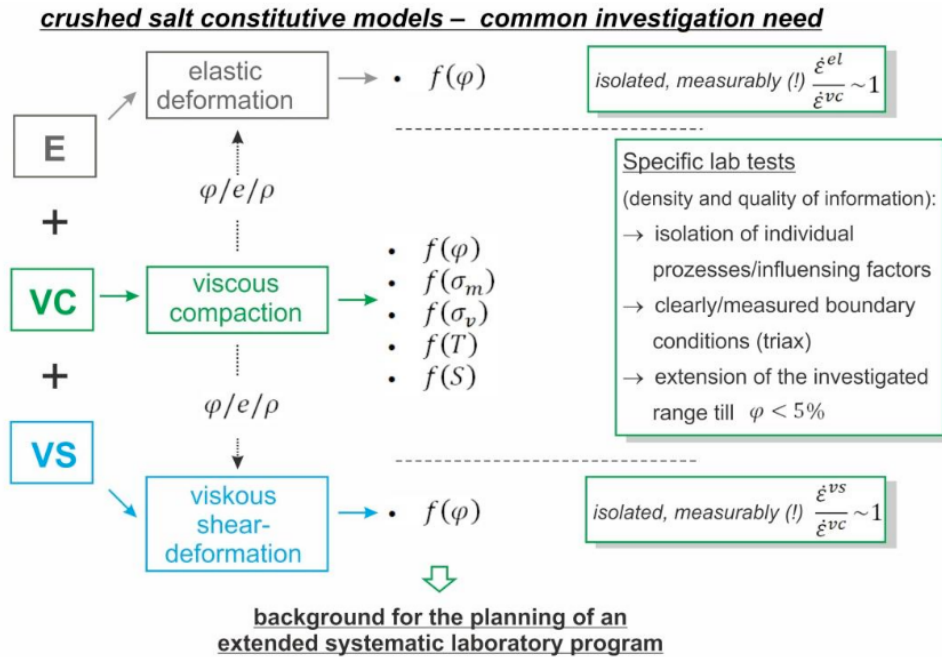 crushed salt constitutive models – common investigation need
E
+
VC
+
VS
elastic
deformation
φ/e/ρ
viscous
compaction
φ/e/ρ
viskous
shear-
deformation
• f(φ)
• f(φ)
• f(σ_m)
• f(σ_v)
• f(T)
• f(S)
• f(φ)
isolated, measurably (!) ε̇^el/ε̇^vc ~1
Specific lab tests
(density and quality of information):
→ isolation of individual
prozesses/influensing factors
→ clearly/measured boundary
conditions (triax)
→ extension of the investigated
range till φ < 5%
isolated, measurably (!) ε̇^vs/ε̇^vc ~1
background for the planning of an
extended systematic laboratory program